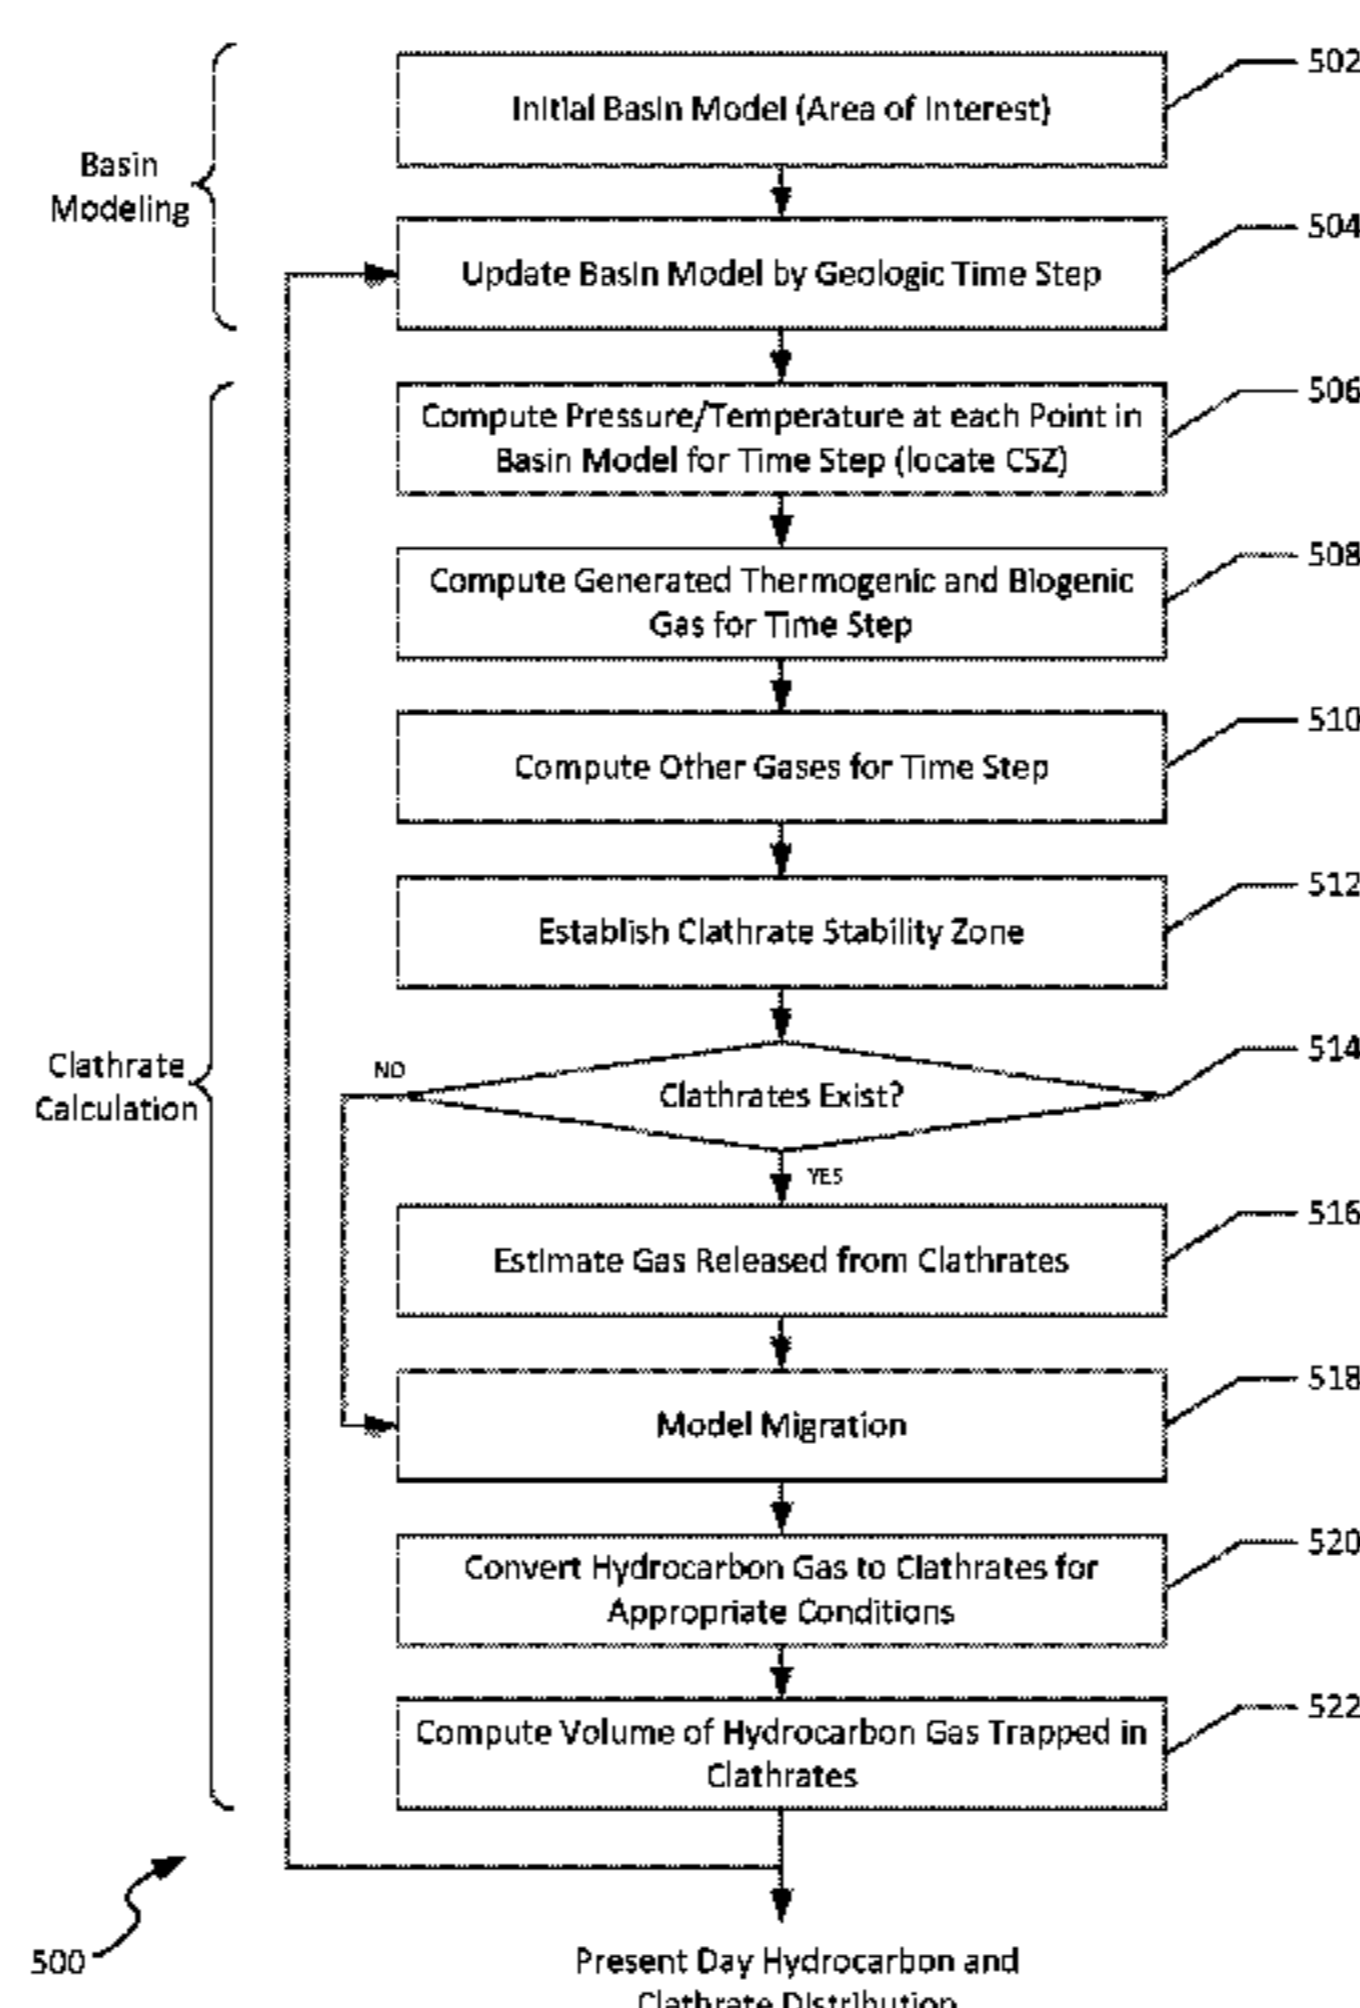 502
Initial Basin Model (Area of Interest)
Basin
Modeling
504
Update Basin Model by Geologic Time Step
506
Compute Pressure/Temperature at each Point in
Basin Model for Time Step (locate CSZ)
508
Compute Generated Thermogenic and Biogenic
Gas for Time Step
510
Compute Other Gases for Time Step
512
Establish Clathrate Stability Zone
Clathrate
Calculation
514
NO
Clathrates Exist?
YES
516
Estimate Gas Released from Clathrates
518
Model Migration
520
Convert Hydrocarbon Gas to Clathrates for
Appropriate Conditions
522
Compute Volume of Hydrocarbon Gas Trapped in
Clathrates
500
Present Day Hydrocarbon and
Clathrate Distribution